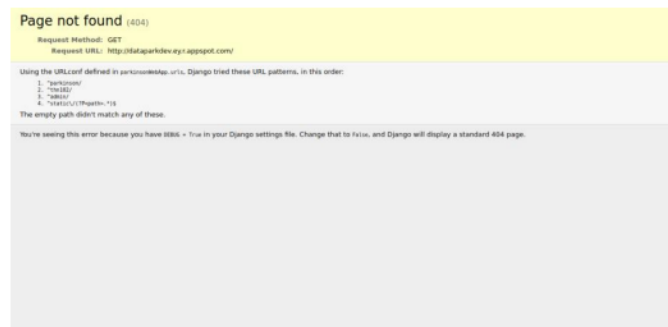 Page not found (404)
Request Method: GET
Request URL: http://dataparkdev.ey.r.appspot.com/
Using the URLconf defined in parkinsonWebApp.urls, Django tried these URL patterns, in this order:
1. ^parkinson/
2. ^the182/
3. ^admin/
4. ^static\/(?P<path>.*)$
The empty path didn't match any of these.
You're seeing this error because you have DEBUG = True in your Django settings file. Change that to False, and Django will display a standard 404 page.